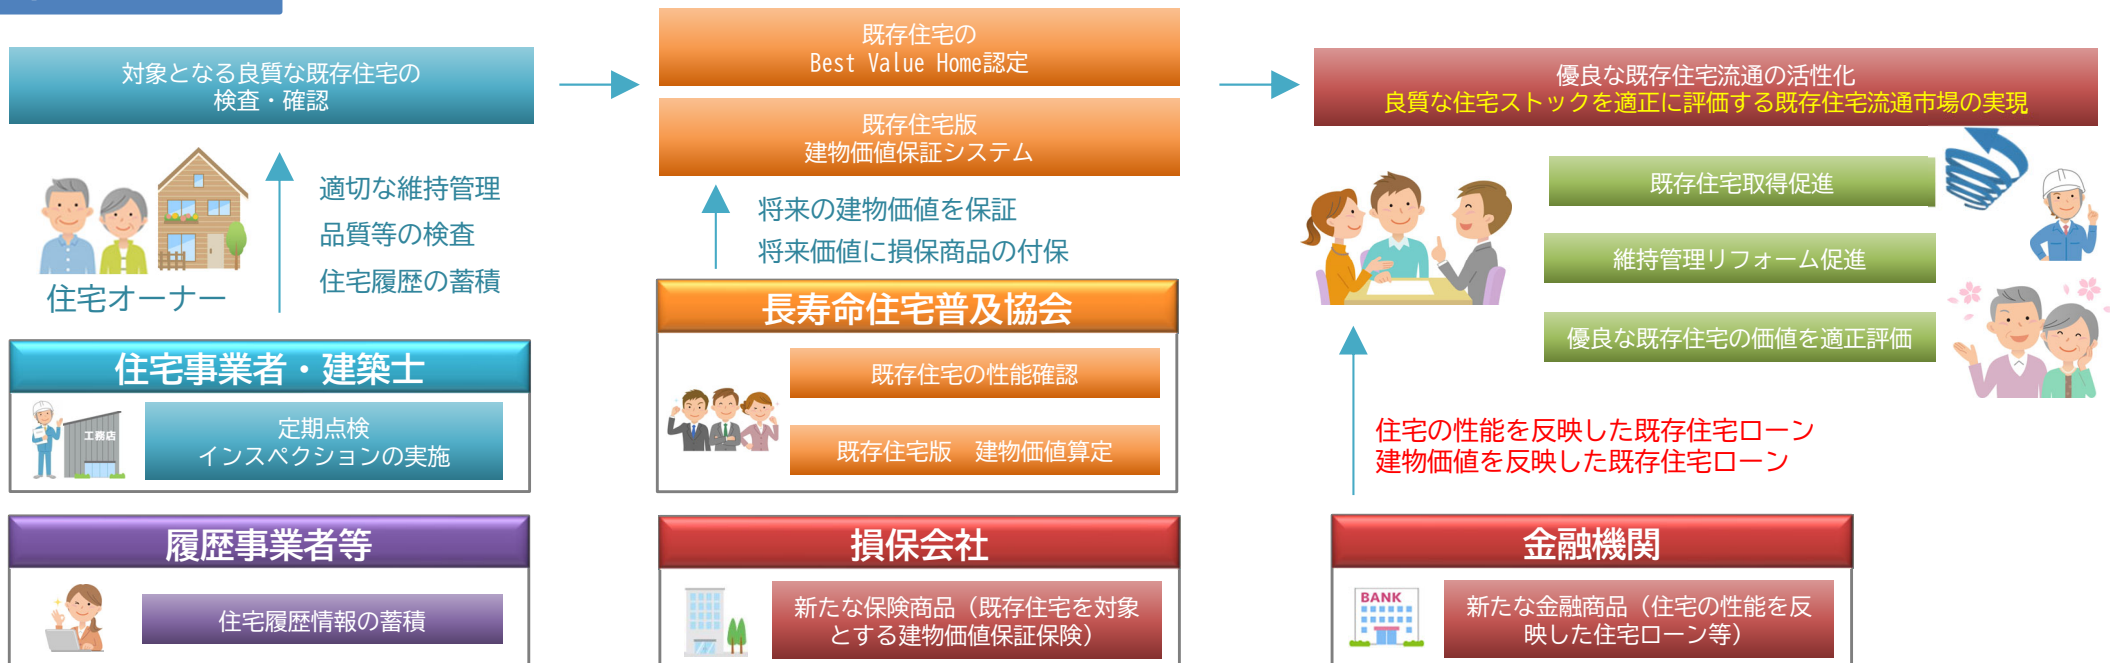 対象となる良質な既存住宅の
検査・確認
適切な維持管理
品質等の検査
住宅履歴の蓄積
住宅オーナー
住宅事業者・建築士
工務店
定期点検
インスペクションの実施
履歴事業者等
住宅履歴情報の蓄積
既存住宅の
Best Value Home認定
既存住宅版
建物価値保証システム
将来の建物価値を保証
将来価値に損保商品の付保
長寿命住宅普及協会
既存住宅の性能確認
既存住宅版　建物価値算定
損保会社
新たな保険商品（既存住宅を対象
とする建物価値保証保険）
優良な既存住宅流通の活性化
良質な住宅ストックを適正に評価する既存住宅流通市場の実現
既存住宅取得促進
維持管理リフォーム促進
優良な既存住宅の価値を適正評価
住宅の性能を反映した既存住宅ローン
建物価値を反映した既存住宅ローン
金融機関
BANK
新たな金融商品（住宅の性能を反
映した住宅ローン等）